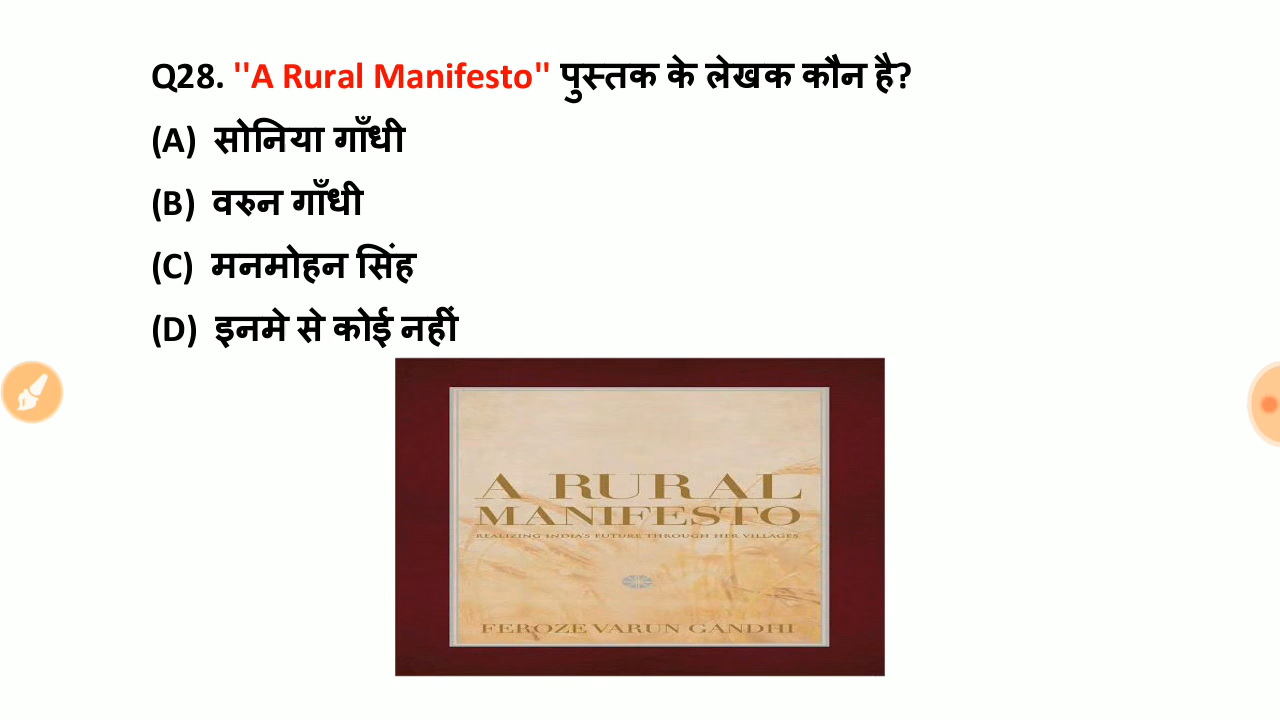 Q28. "A Rural Manifesto" पुस्तक के लेखक कौन है?
(A) सोनिया गाँधी
(B) वरुन गाँधी
(C) मनमोहन सिंह
(D) इनमे से कोई नहीं
A RURAL
MANIFESTO
REALIZING INDIA'S FUTURE THROUGH HER VILLAGES
FEROZE VARUN GANDHI